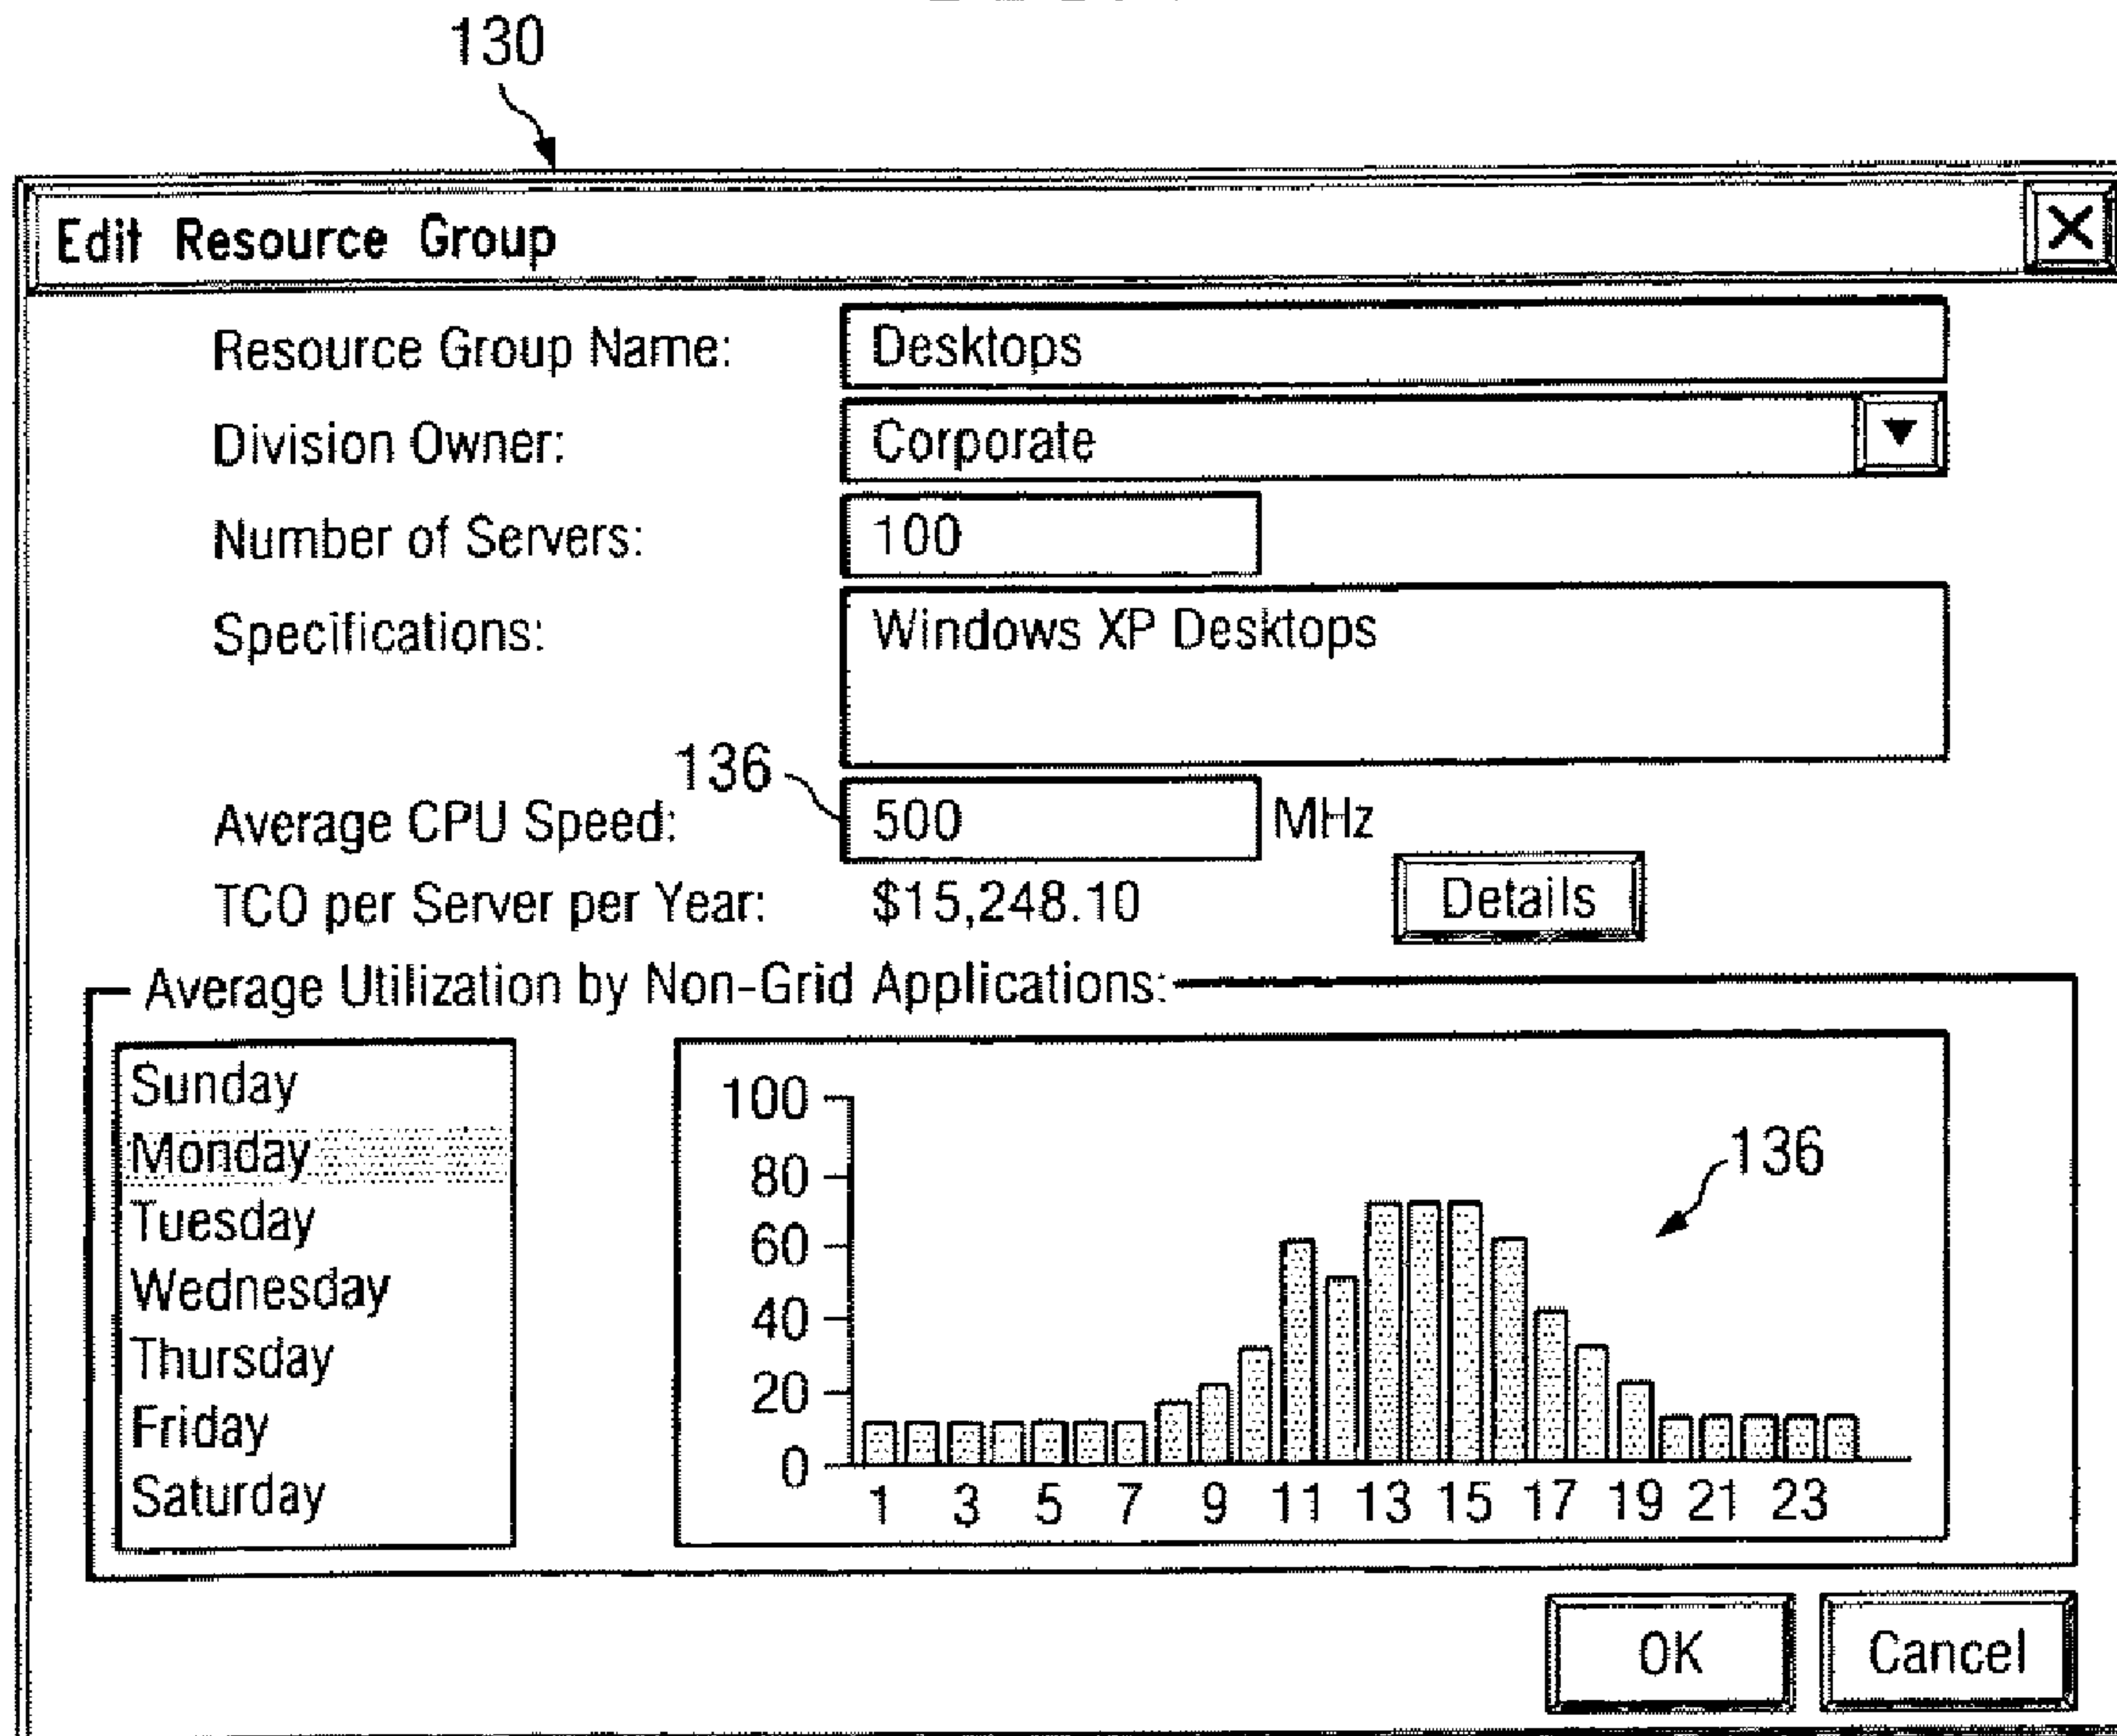 130
Edit Resource Group
Resource Group Name: Desktops
Division Owner: Corporate
Number of Servers: 100
Specifications: Windows XP Desktops
136
Average CPU Speed: 500 MHz
TCO per Server per Year: $15,248.10 Details
Average Utilization by Non-Grid Applications:
Sunday
Monday
Tuesday
Wednesday
Thursday
Friday
Saturday
100
80
60
40
20
0
136
1 3 5 7 9 11 13 15 17 19 21 23
OK Cancel